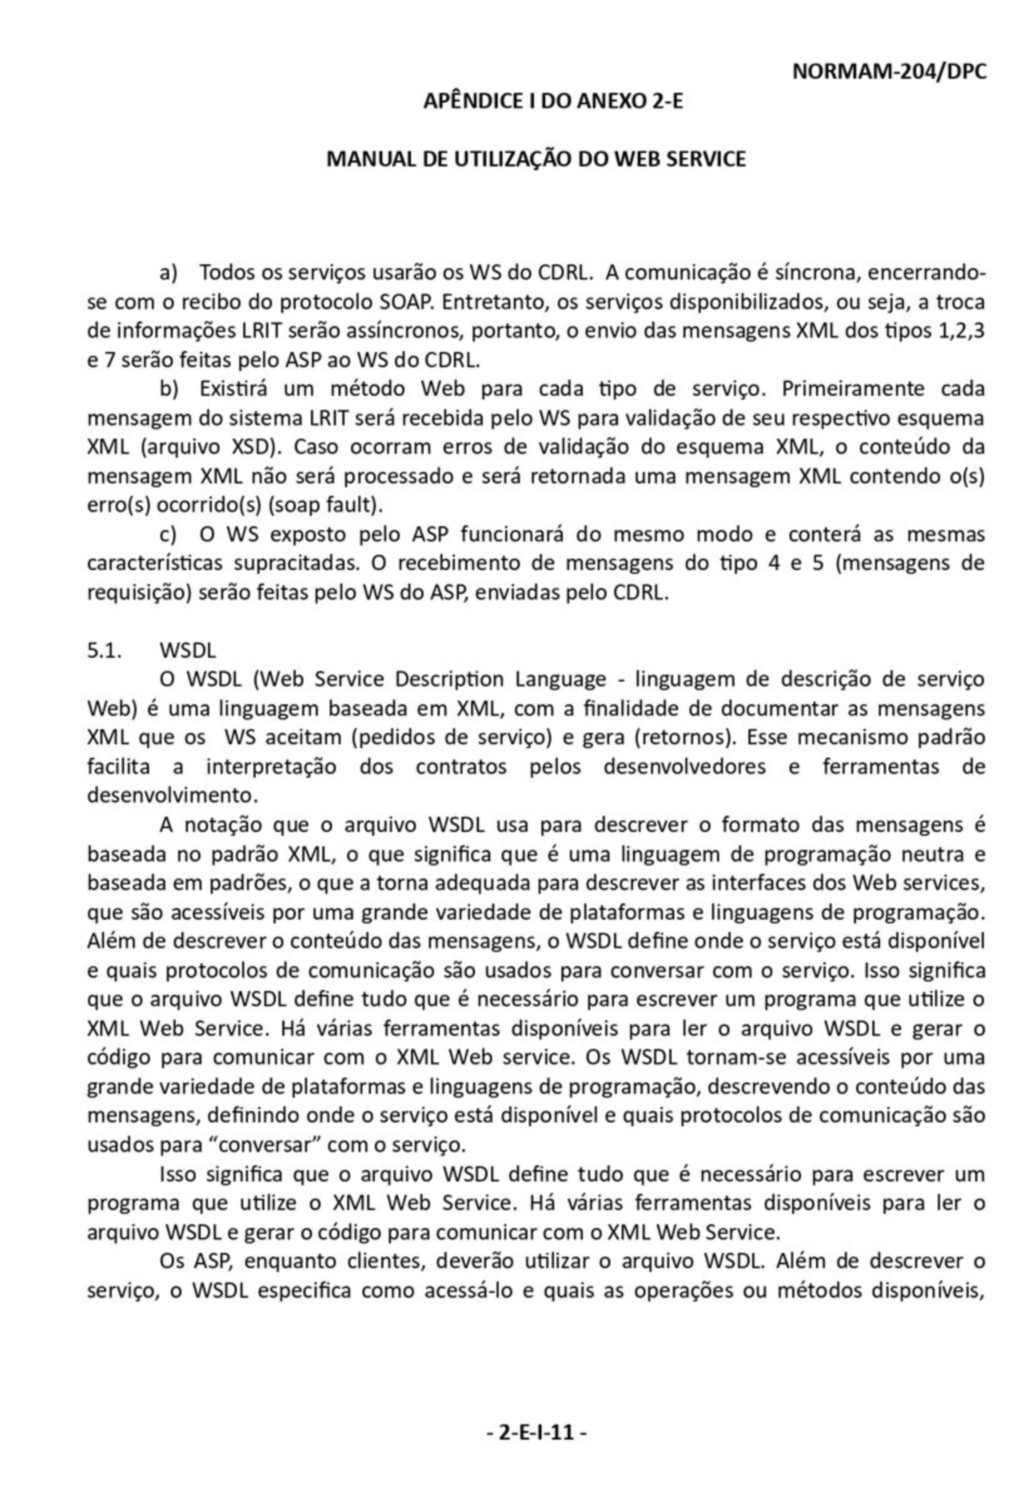 NORMAM-204/DPC
APÊNDICE I DO ANEXO 2-E
MANUAL DE UTILIZAÇÃO DO WEB SERVICE
a) Todos os serviços usarão os WS do CDRL. A comunicação é síncrona, encerrando-
se com o recibo do protocolo SOAP. Entretanto, os serviços disponibilizados, ou seja, a troca
de informações LRIT serão assíncronos, portanto, o envio das mensagens XML dos tipos 1,2,3
e 7 serão feitas pelo ASP ao WS do CDRL.
b) Existirá um método Web para cada tipo de serviço. Primeiramente cada
mensagem do sistema LRIT será recebida pelo WS para validação de seu respectivo esquema
XML (arquivo XSD). Caso ocorram erros de validação do esquema XML, o conteúdo da
mensagem XML não será processado e será retornada uma mensagem XML contendo o(s)
erro(s) ocorrido(s) (soap fault).
c) O WS exposto pelo ASP funcionará do mesmo modo e conterá as mesmas
características supracitadas. O recebimento de mensagens do tipo 4 e 5 (mensagens de
requisição) serão feitas pelo WS do ASP, enviadas pelo CDRL.
5.1. WSDL
O WSDL (Web Service Description Language - linguagem de descrição de serviço
Web) é uma linguagem baseada em XML, com a finalidade de documentar as mensagens
XML que os WS aceitam (pedidos de serviço) e gera (retornos). Esse mecanismo padrão
facilita a interpretação dos contratos pelos desenvolvedores e ferramentas de
desenvolvimento.
A notação que o arquivo WSDL usa para descrever o formato das mensagens é
baseada no padrão XML, o que significa que é uma linguagem de programação neutra e
baseada em padrões, o que a torna adequada para descrever as interfaces dos Web services,
que são acessíveis por uma grande variedade de plataformas e linguagens de programação.
Além de descrever o conteúdo das mensagens, o WSDL define onde o serviço está disponível
e quais protocolos de comunicação são usados para conversar com o serviço. Isso significa
que o arquivo WSDL define tudo que é necessário para escrever um programa que utilize o
XML Web Service. Há várias ferramentas disponíveis para ler o arquivo WSDL e gerar o
código para comunicar com o XML Web service. Os WSDL tornam-se acessíveis por uma
grande variedade de plataformas e linguagens de programação, descrevendo o conteúdo das
mensagens, definindo onde o serviço está disponível e quais protocolos de comunicação são
usados para “conversar” com o serviço.
Isso significa que o arquivo WSDL define tudo que é necessário para escrever um
programa que utilize o XML Web Service. Há várias ferramentas disponíveis para ler o
arquivo WSDL e gerar o código para comunicar com o XML Web Service.
Os ASP, enquanto clientes, deverão utilizar o arquivo WSDL. Além de descrever o
serviço, o WSDL especifica como acessá-lo e quais as operações ou métodos disponíveis,
- 2-E-I-11 -